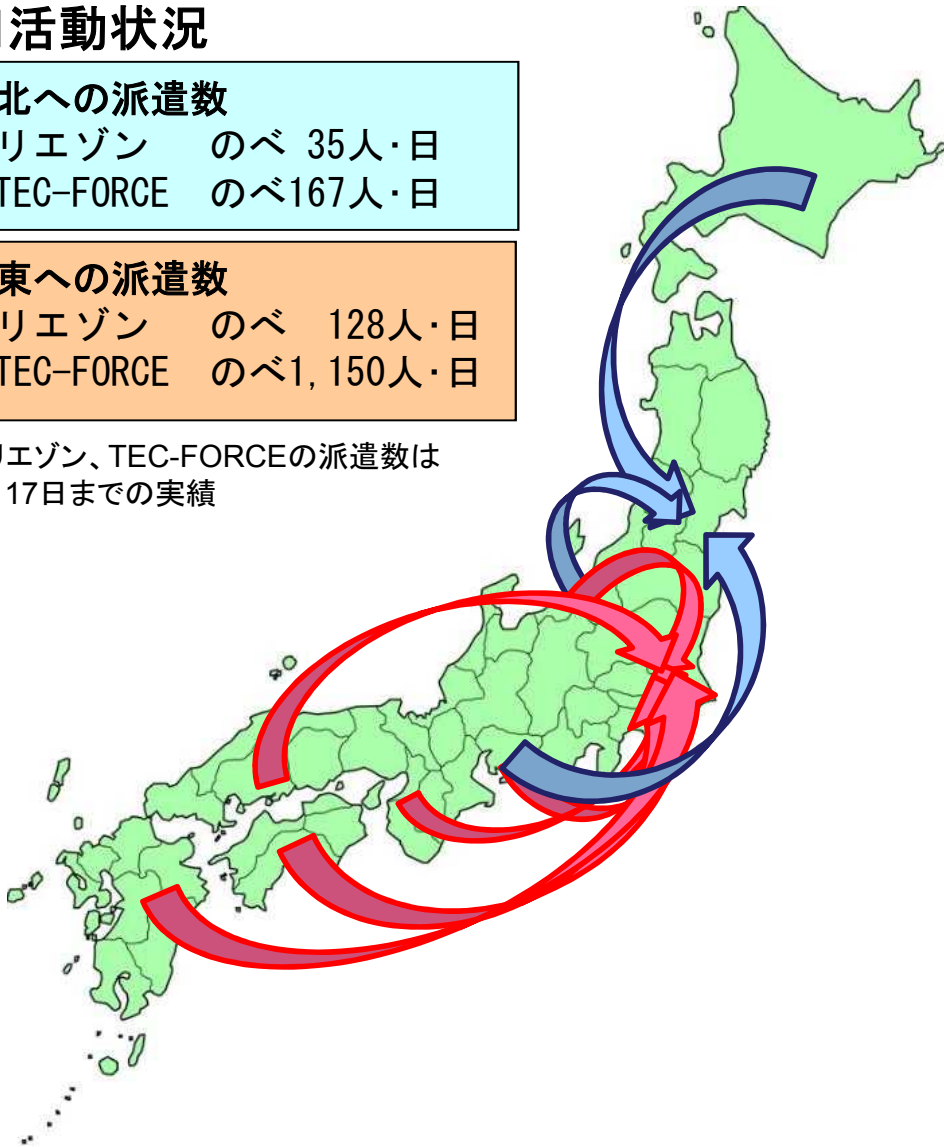 活動状況
北への派遣数
リエゾン のべ 35人・日
TEC-FORCE のべ167人・日
東への派遣数
リエゾン のべ 128人・日
TEC-FORCE のべ1,150人・日
リエゾン、TEC-FORCEの派遣数は
17日までの実績